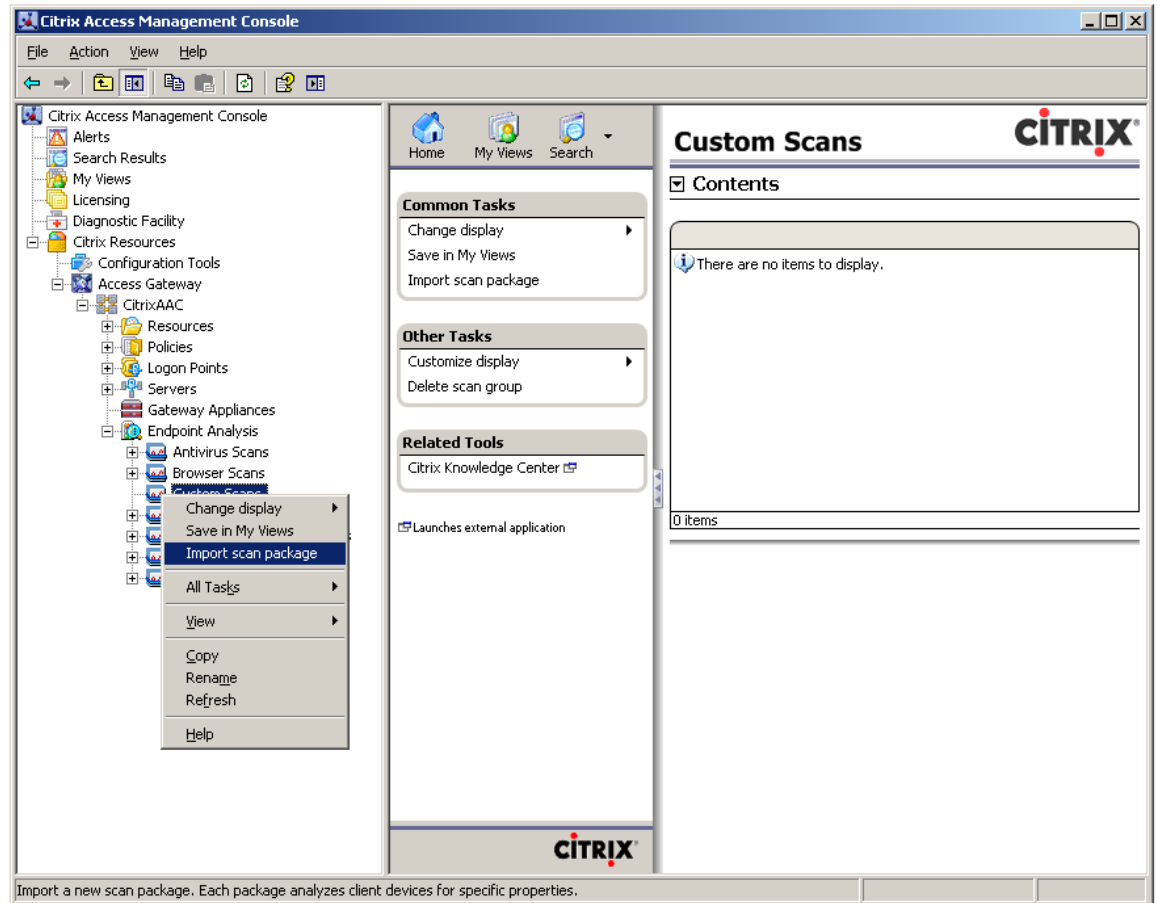 Citrix Access Management Console
File Action View Help
Citrix Access Management Console
Alerts
Search Results
My Views
Licensing
Diagnostic Facility
Citrix Resources
Configuration Tools
Access Gateway
CitrixAAC
Resources
Policies
Logon Points
Servers
Gateway Appliances
Endpoint Analysis
Antivirus Scans
Browser Scans
Custom Scans
Change display
Save in My Views
Import scan package
All Tasks
View
Copy
Rename
Refresh
Help
Home My Views Search
Common Tasks
Change display
Save in My Views
Import scan package
Other Tasks
Customize display
Delete scan group
Related Tools
Citrix Knowledge Center
Launches external application
CITRIX
Custom Scans
CITRIX
Contents
There are no items to display.
0 items
Import a new scan package. Each package analyzes client devices for specific properties.